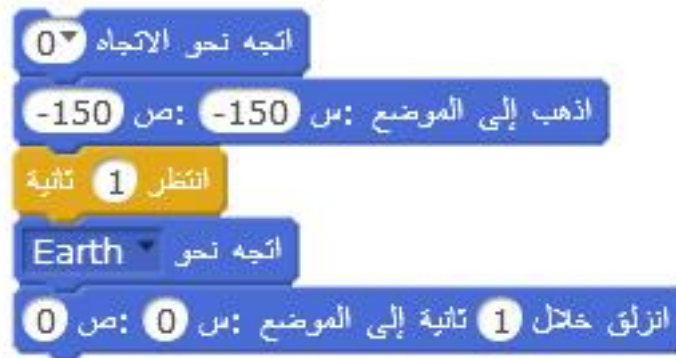 اتجه نحو الاتجاه 0
اذهب إلى الموضع :س -150 :ص -150
انتظر 1 ثانية
اتجه نحو Earth
انزلق خلال 1 ثانية إلى الموضع :س 0 :ص 0